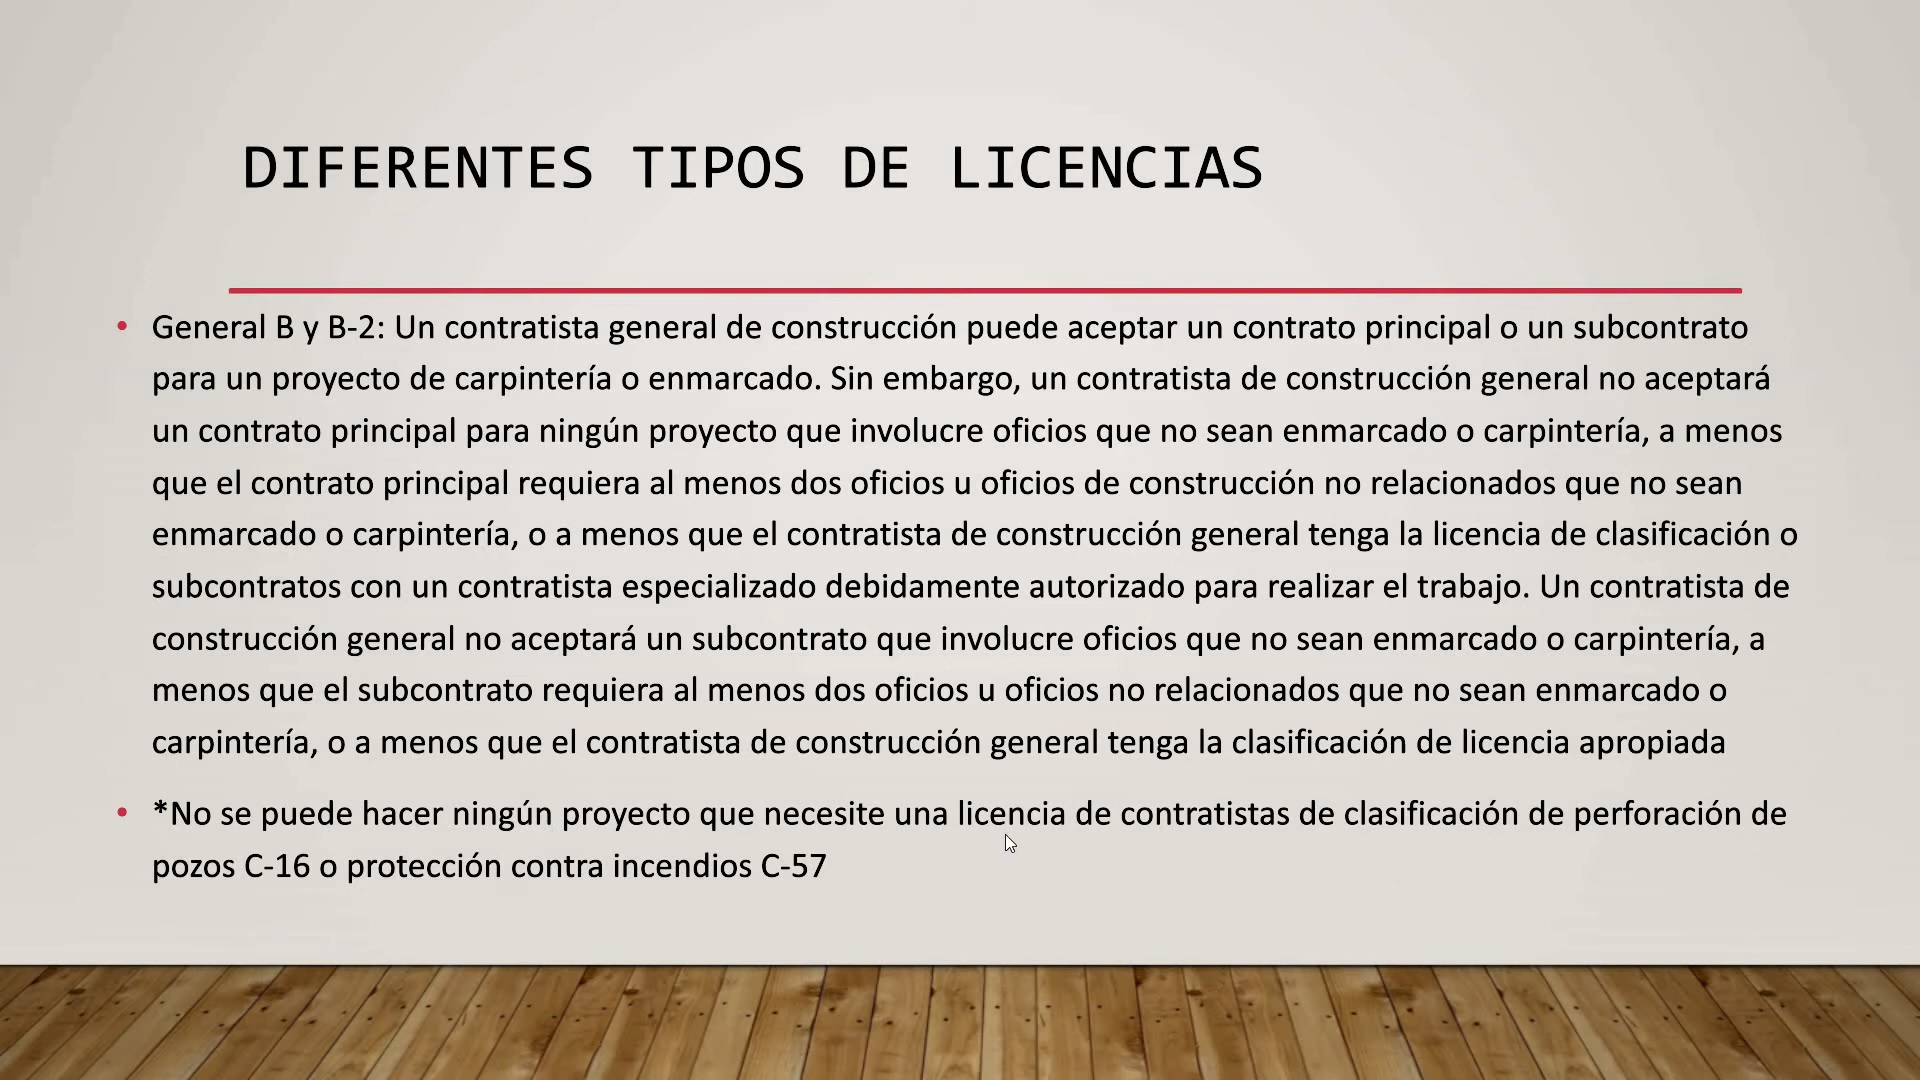 DIFERENTES TIPOS DE LICENCIAS
• General B y B-2: Un contratista general de construcción puede aceptar un contrato principal o un subcontrato
para un proyecto de carpintería o enmarcado. Sin embargo, un contratista de construcción general no aceptará
un contrato principal para ningún proyecto que involucre oficios que no sean enmarcado o carpintería, a menos
que el contrato principal requiera al menos dos oficios u oficios de construcción no relacionados que no sean
enmarcado o carpintería, o a menos que el contratista de construcción general tenga la licencia de clasificación o
subcontratos con un contratista especializado debidamente autorizado para realizar el trabajo. Un contratista de
construcción general no aceptará un subcontrato que involucre oficios que no sean enmarcado o carpintería, a
menos que el subcontrato requiera al menos dos oficios u oficios no relacionados que no sean enmarcado o
carpintería, o a menos que el contratista de construcción general tenga la clasificación de licencia apropiada
• *No se puede hacer ningún proyecto que necesite una licencia de contratistas de clasificación de perforación de
pozos C-16 o protección contra incendios C-57